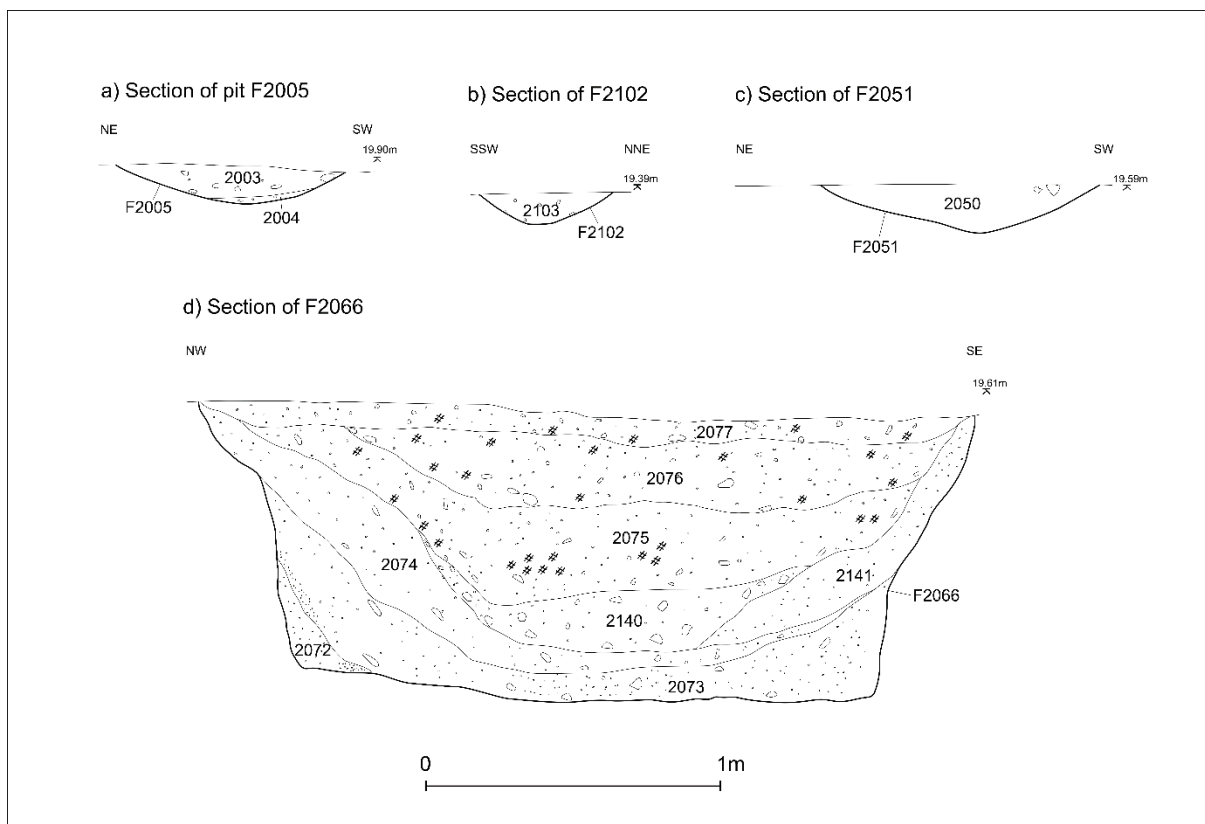 a) Section of pit F2005
NE
SW
19.90m
2003
F2005
2004
b) Section of F2102
SSW
NNE
19.39m
2103
F2102
c) Section of F2051
NE
SW
19.59m
2050
F2051
d) Section of F2066
NW
SE
19.61m
2077
2076
2075
2074
2141
F2066
2140
2072
2073
0
1m